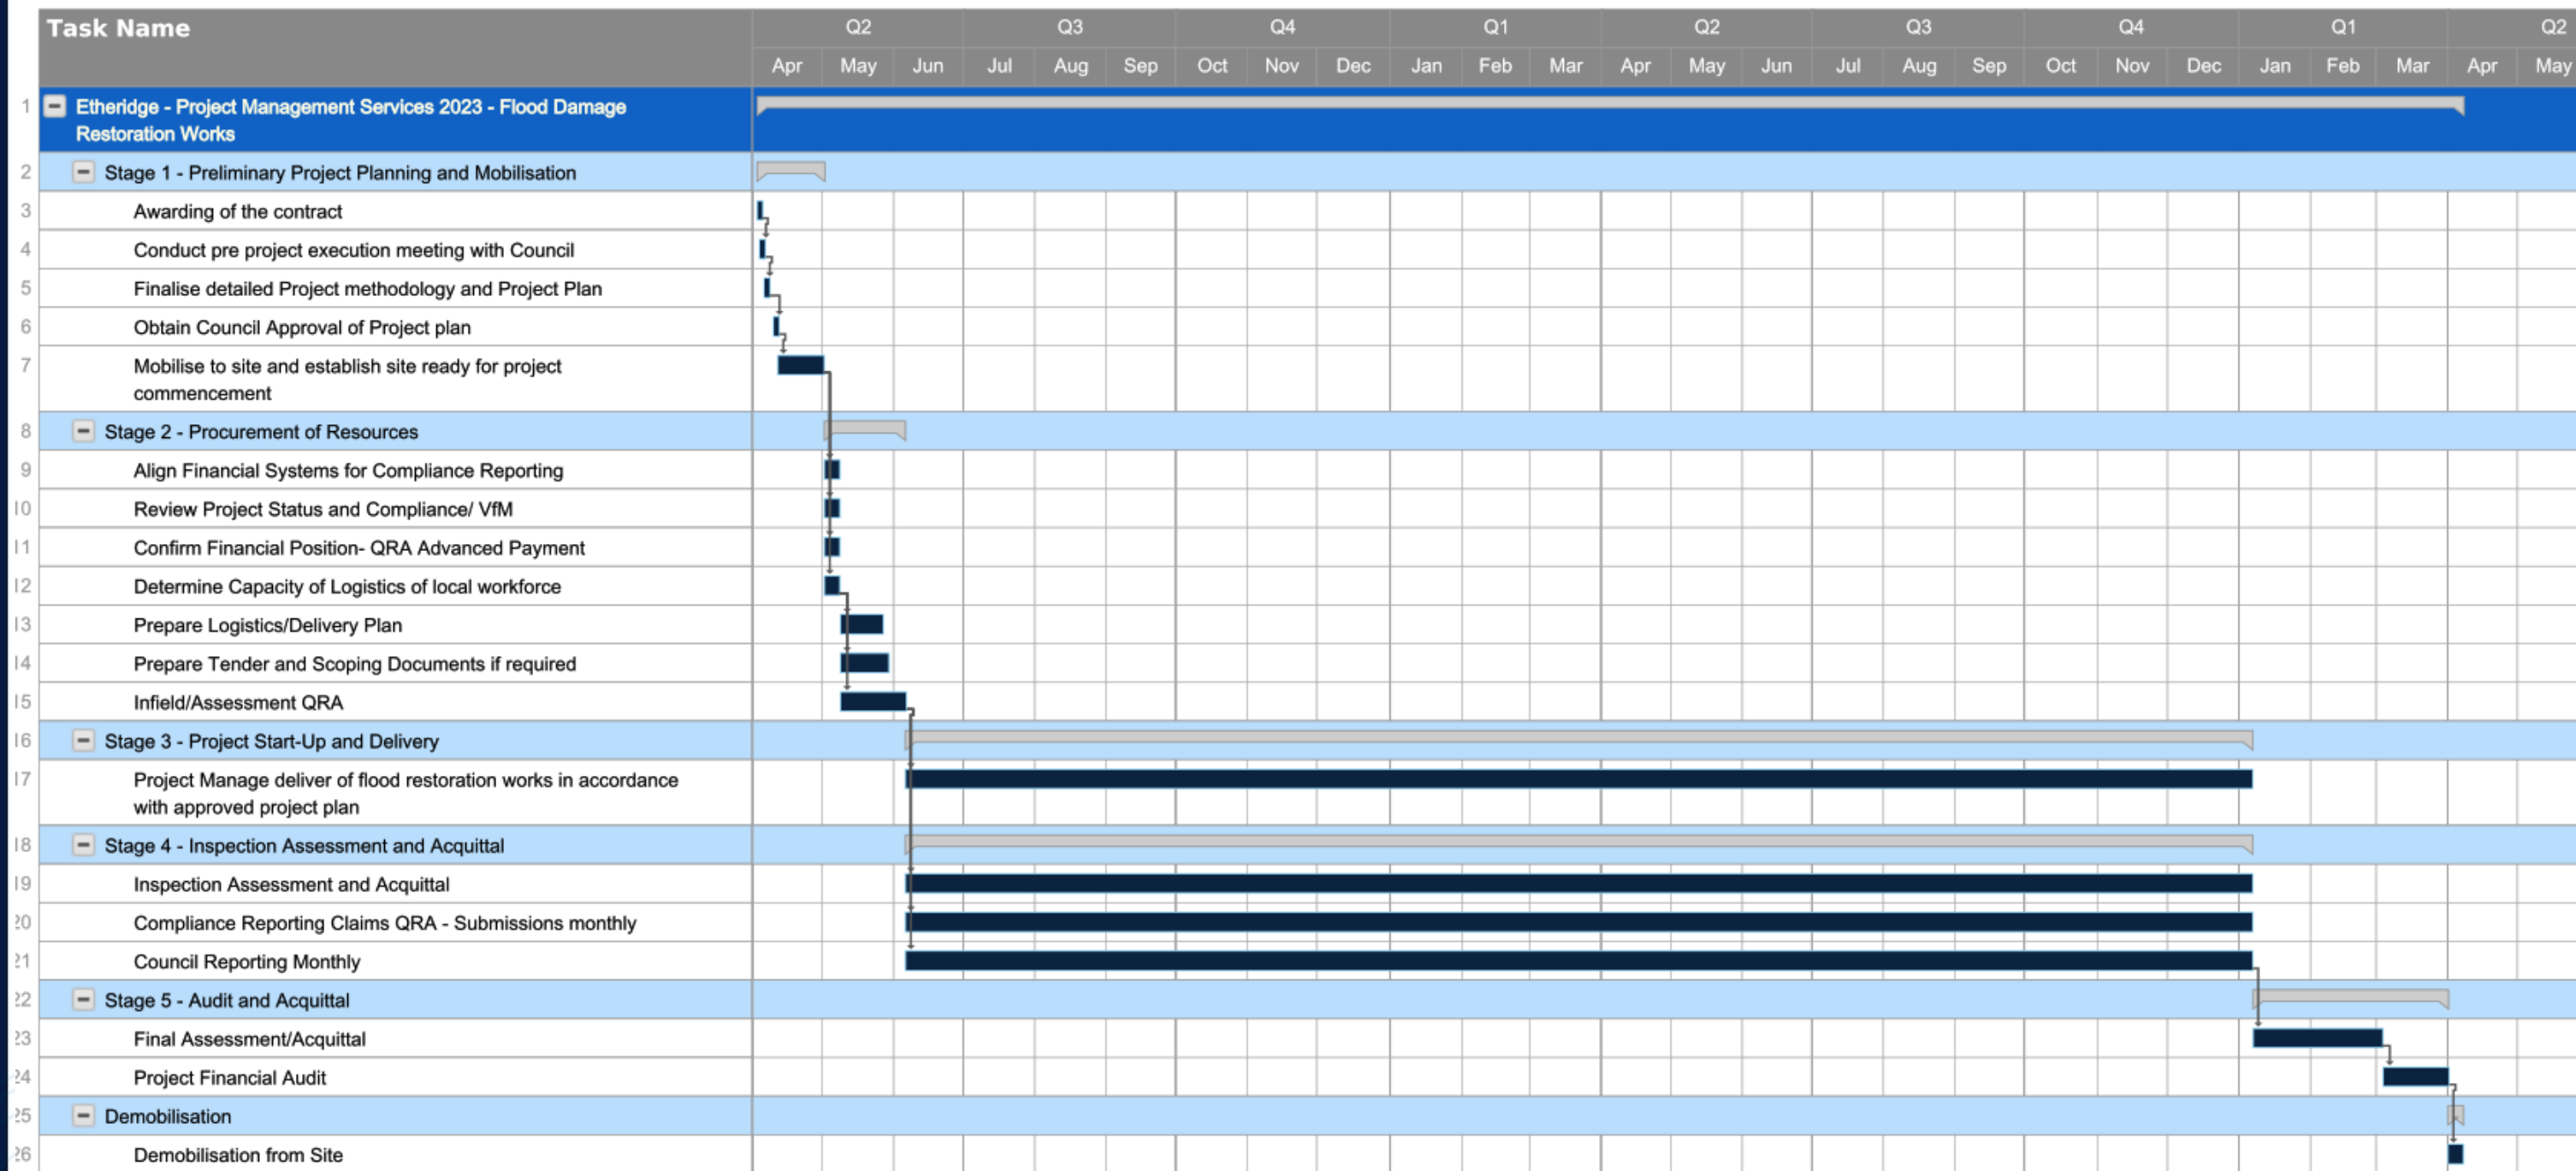 Task Name
Q2 Q3 Q4 Q1 Q2 Q3 Q4 Q1 Q2
Apr May Jun Jul Aug Sep Oct Nov Dec Jan Feb Mar Apr May Jun Jul Aug Sep Oct Nov Dec Jan Feb Mar Apr May
1 Etheridge - Project Management Services 2023 - Flood Damage
Restoration Works
2 Stage 1 - Preliminary Project Planning and Mobilisation
3 Awarding of the contract
4 Conduct pre project execution meeting with Council
5 Finalise detailed Project methodology and Project Plan
6 Obtain Council Approval of Project plan
7 Mobilise to site and establish site ready for project
commencement
8 Stage 2 - Procurement of Resources
9 Align Financial Systems for Compliance Reporting
10 Review Project Status and Compliance/ VfM
11 Confirm Financial Position- QRA Advanced Payment
12 Determine Capacity of Logistics of local workforce
13 Prepare Logistics/Delivery Plan
14 Prepare Tender and Scoping Documents if required
15 Infield/Assessment QRA
16 Stage 3 - Project Start-Up and Delivery
17 Project Manage deliver of flood restoration works in accordance
with approved project plan
18 Stage 4 - Inspection Assessment and Acquittal
19 Inspection Assessment and Acquittal
20 Compliance Reporting Claims QRA - Submissions monthly
21 Council Reporting Monthly
22 Stage 5 - Audit and Acquittal
23 Final Assessment/Acquittal
24 Project Financial Audit
25 Demobilisation
26 Demobilisation from Site